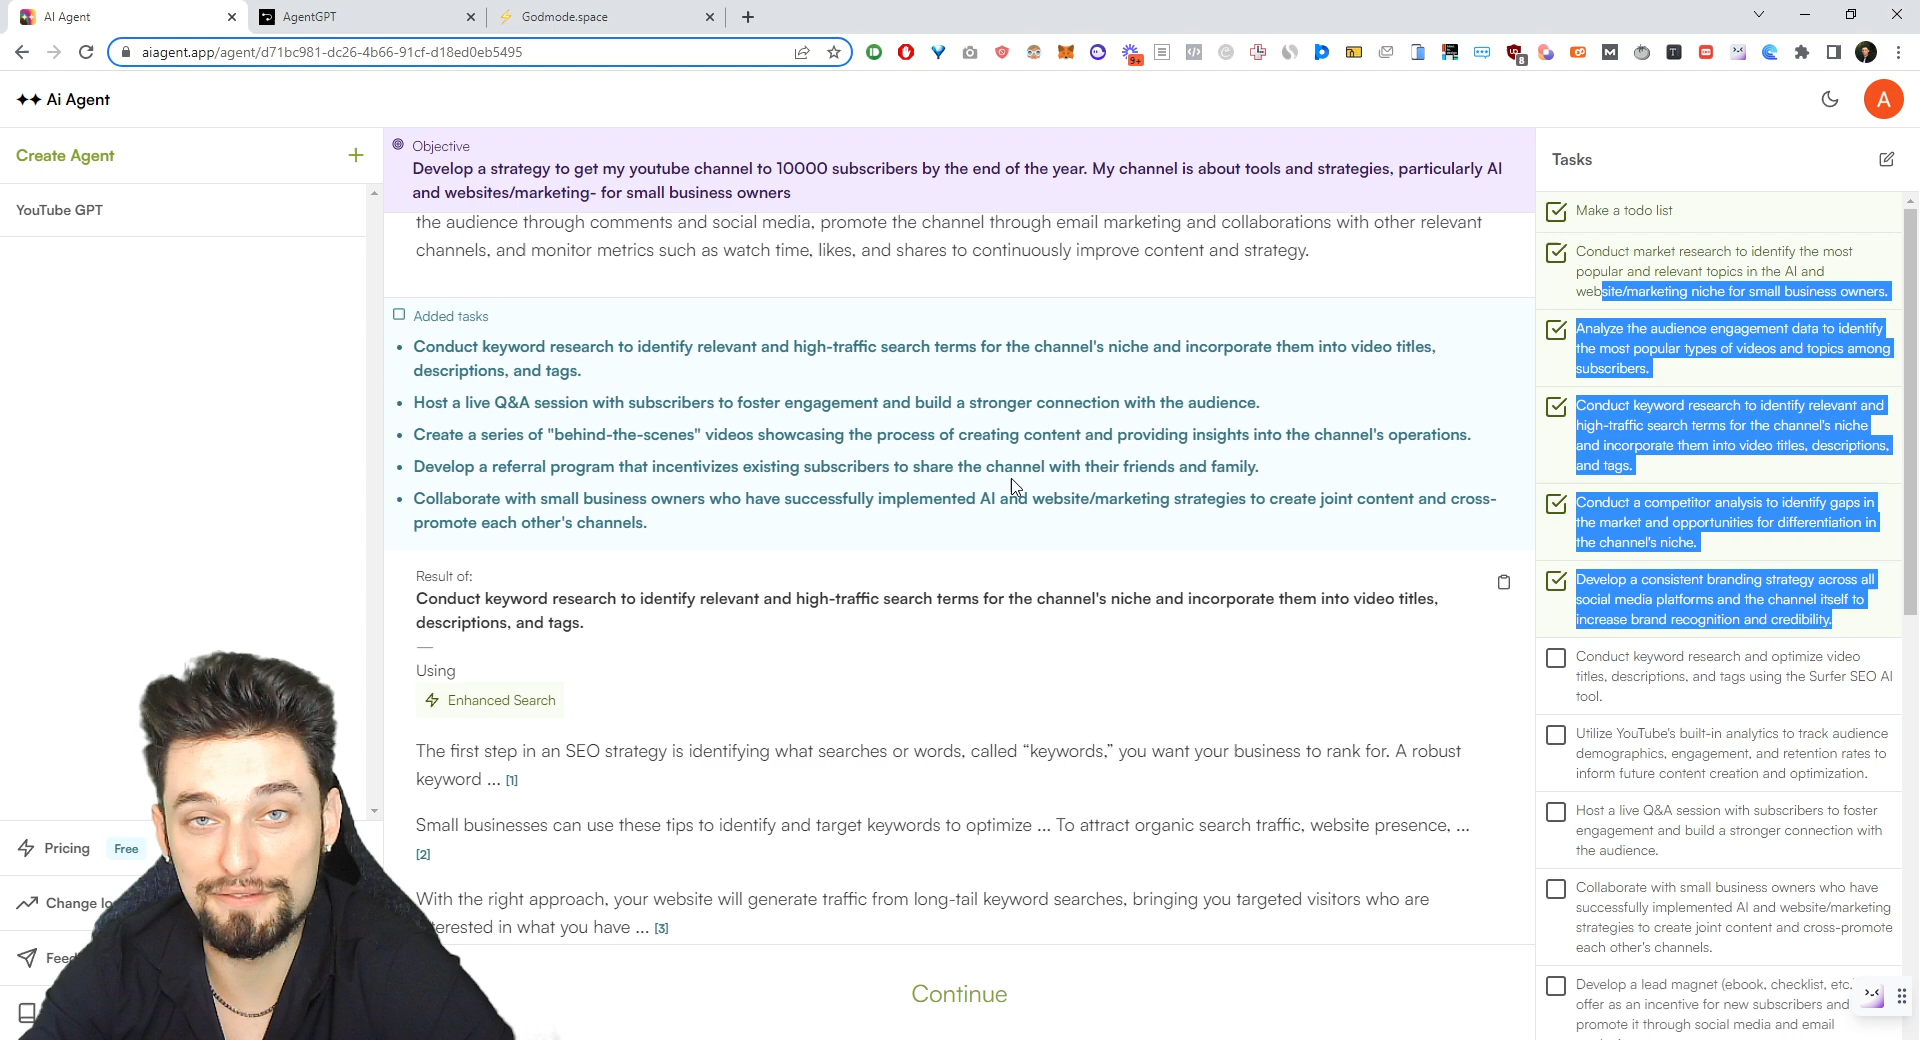 AI Agent
AgentGPT
Godmode.space
aiagent.app/agent/d71bc981-dc26-4b66-91cf-d18ed0eb5495
9+
8
Ai Agent
A
Create Agent
YouTube GPT
Pricing
Free
Change lo
Feed
Objective
Develop a strategy to get my youtube channel to 10000 subscribers by the end of the year. My channel is about tools and strategies, particularly AI
and websites/marketing- for small business owners
the audience through comments and social media, promote the channel through email marketing and collaborations with other relevant
channels, and monitor metrics such as watch time, likes, and shares to continuously improve content and strategy.
Added tasks
• Conduct keyword research to identify relevant and high-traffic search terms for the channel's niche and incorporate them into video titles,
descriptions, and tags.
• Host a live Q&A session with subscribers to foster engagement and build a stronger connection with the audience.
• Create a series of "behind-the-scenes" videos showcasing the process of creating content and providing insights into the channel's operations.
• Develop a referral program that incentivizes existing subscribers to share the channel with their friends and family.
• Collaborate with small business owners who have successfully implemented AI and website/marketing strategies to create joint content and cross-
promote each other's channels.
Result of:
Conduct keyword research to identify relevant and high-traffic search terms for the channel's niche and incorporate them into video titles,
descriptions, and tags.
—
Using
Enhanced Search
The first step in an SEO strategy is identifying what searches or words, called “keywords,” you want your business to rank for. A robust
keyword ... [1]
Small businesses can use these tips to identify and target keywords to optimize ... To attract organic search traffic, website presence, ...
[2]
With the right approach, your website will generate traffic from long-tail keyword searches, bringing you targeted visitors who are
terested in what you have ... [3]
Continue
Tasks
Make a todo list
Conduct market research to identify the most
popular and relevant topics in the AI and
website/marketing niche for small business owners.
Analyze the audience engagement data to identify
the most popular types of videos and topics among
subscribers.
Conduct keyword research to identify relevant and
high-traffic search terms for the channel's niche
and incorporate them into video titles, descriptions,
and tags.
Conduct a competitor analysis to identify gaps in
the market and opportunities for differentiation in
the channel's niche.
Develop a consistent branding strategy across all
social media platforms and the channel itself to
increase brand recognition and credibility.
Conduct keyword research and optimize video
titles, descriptions, and tags using the Surfer SEO AI
tool.
Utilize YouTube's built-in analytics to track audience
demographics, engagement, and retention rates to
inform future content creation and optimization.
Host a live Q&A session with subscribers to foster
engagement and build a stronger connection with
the audience.
Collaborate with small business owners who have
successfully implemented AI and website/marketing
strategies to create joint content and cross-promote
each other's channels.
Develop a lead magnet (ebook, checklist, etc.
offer as an incentive for new subscribers and
promote it through social media and email